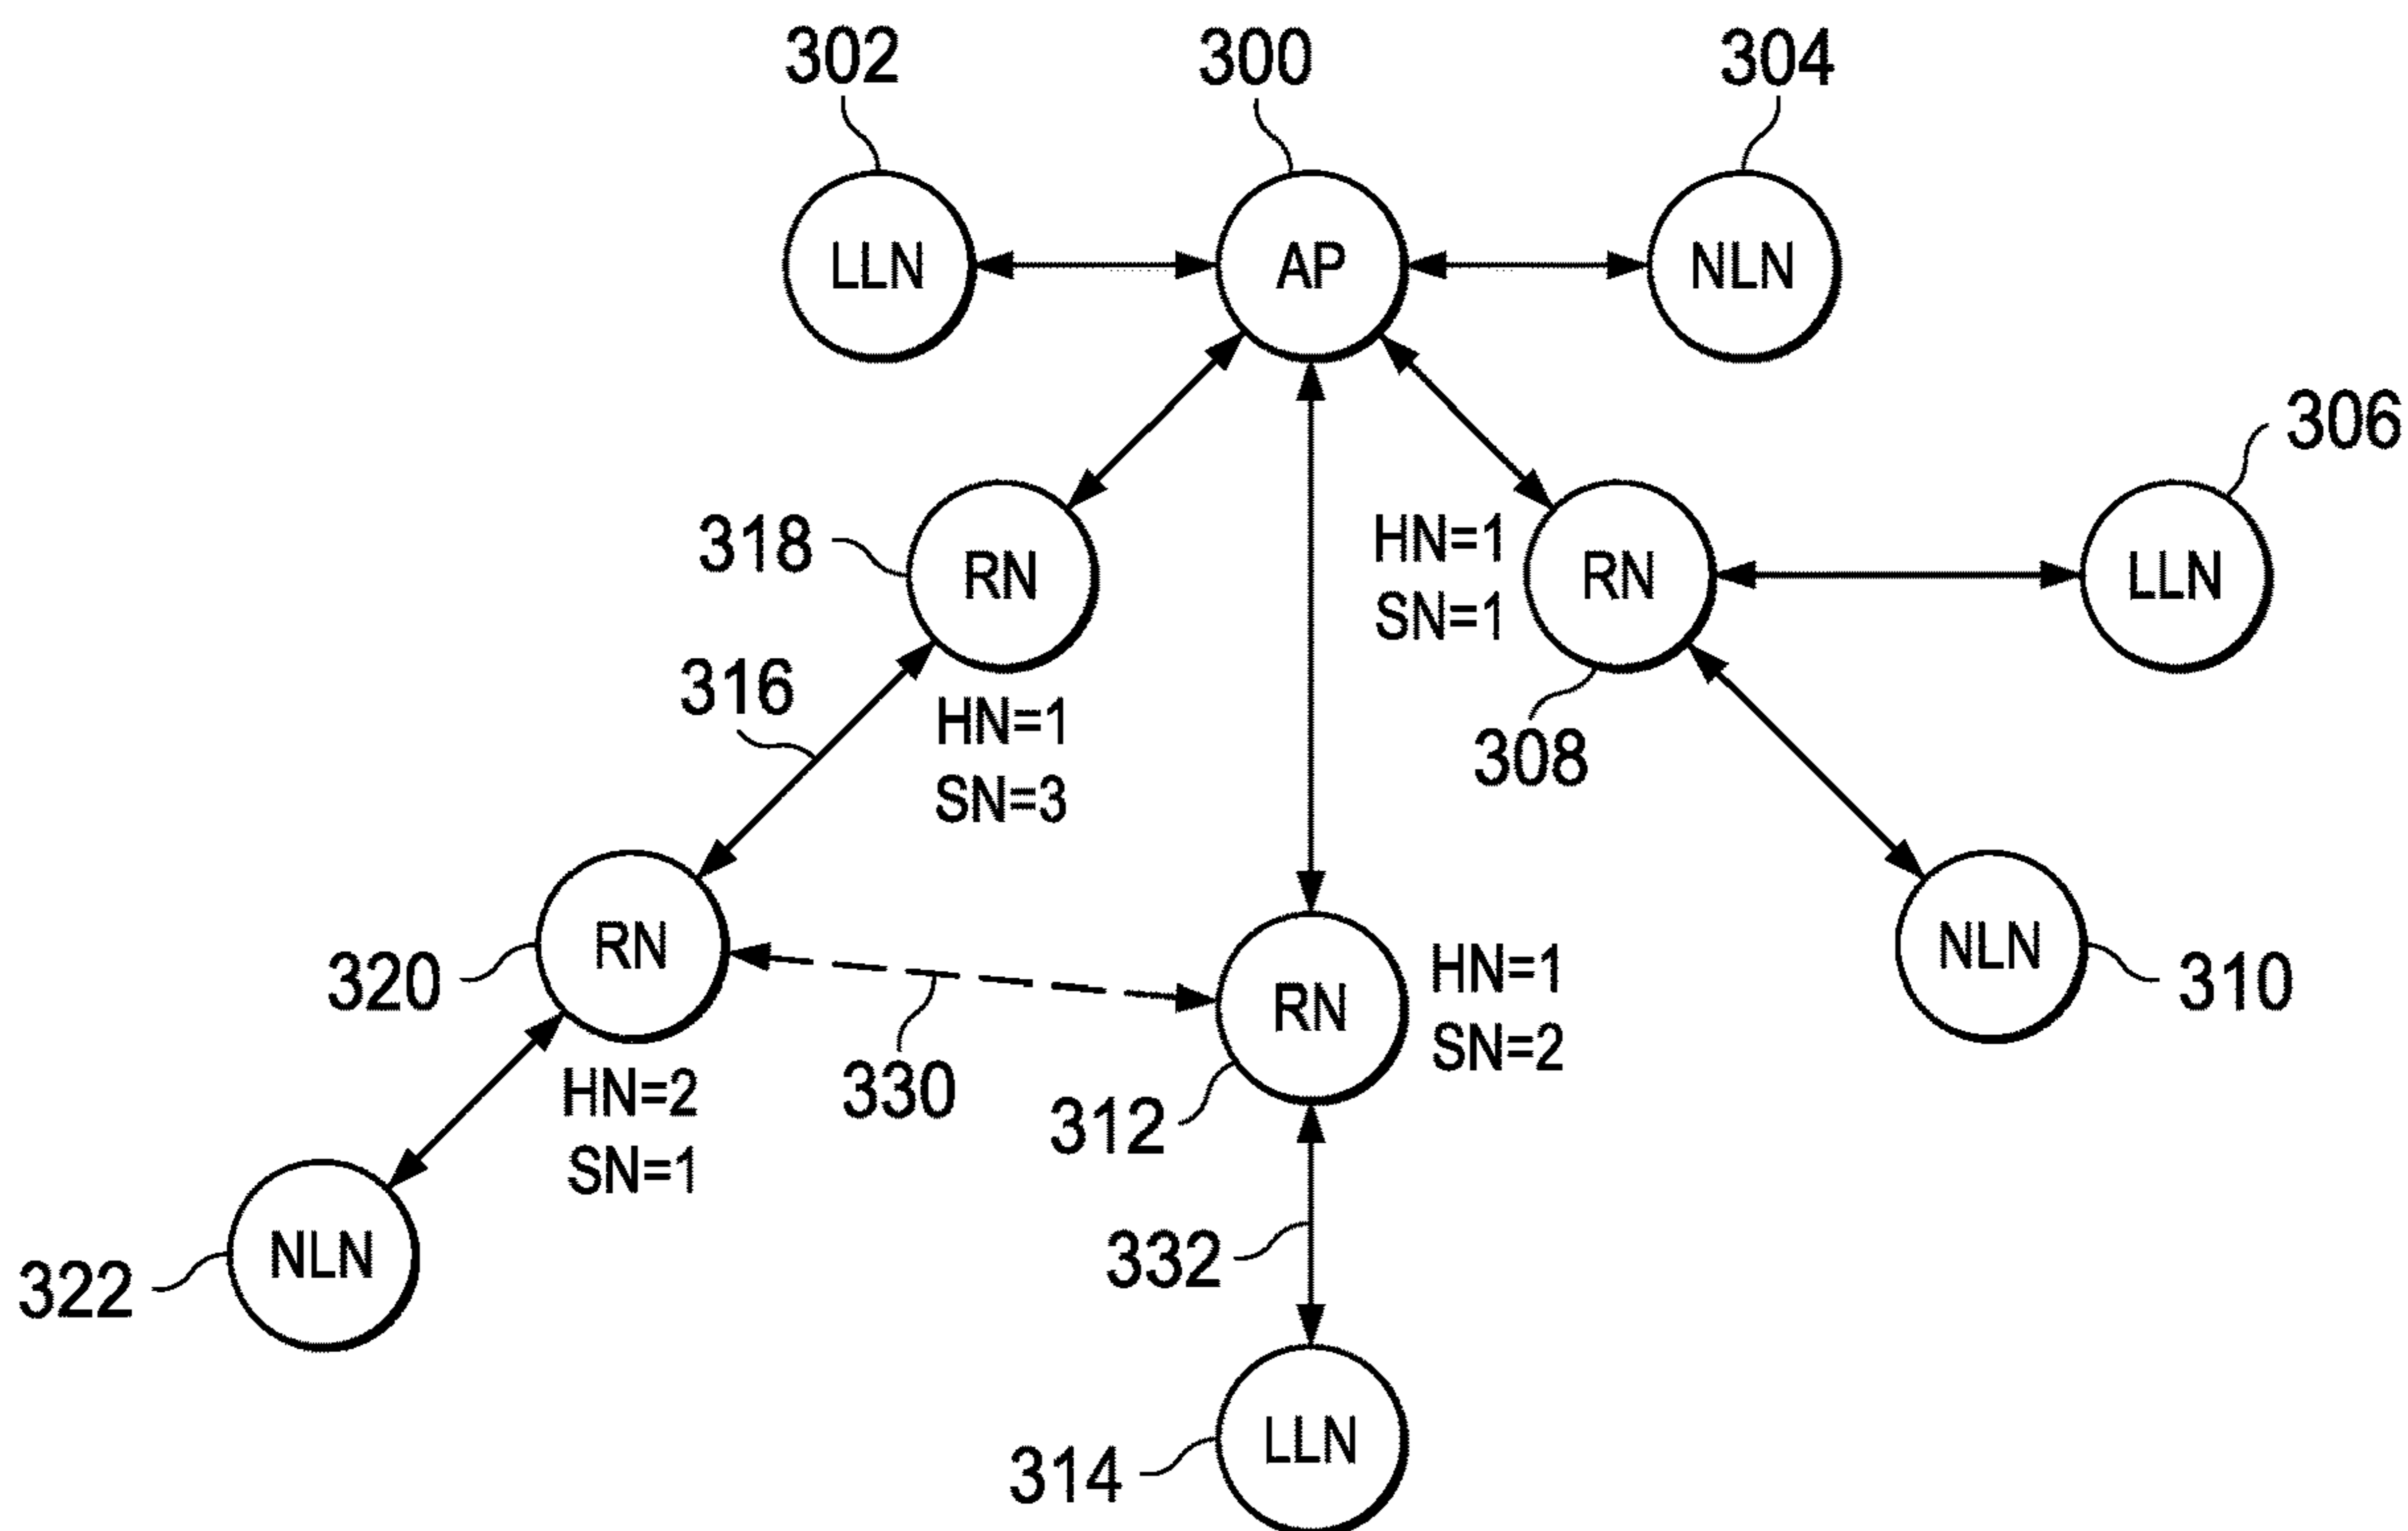 302
300
304
LLN
AP
NLN
306
318
RN
HN=1
SN=1
RN
LLN
316
HN=1
SN=3
308
320
RN
330
RN
HN=1
SN=2
NLN
310
HN=2
SN=1
312
322
NLN
332
314
LLN